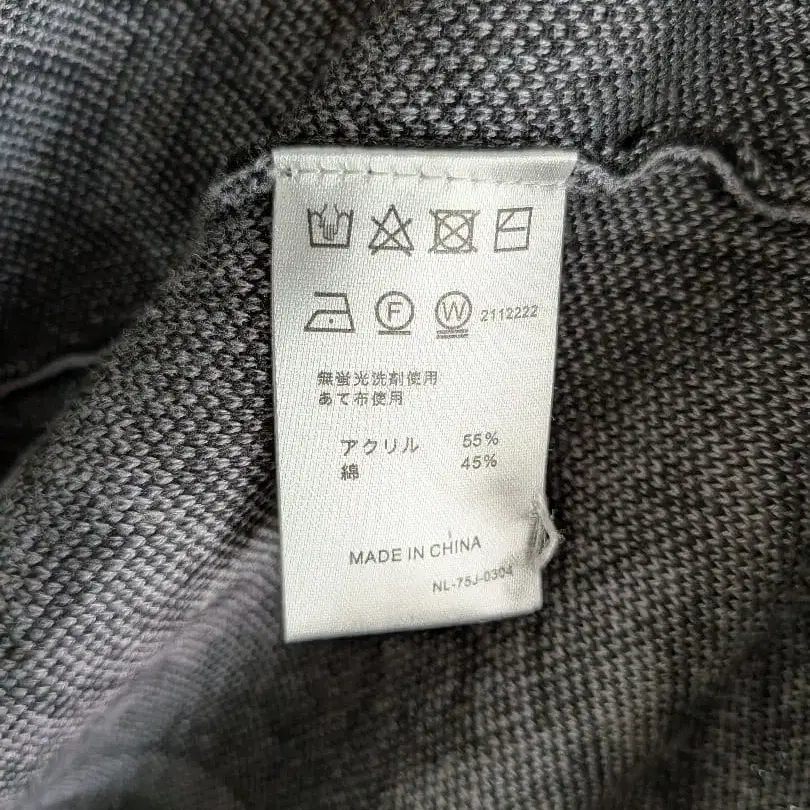 F W 2112222
無蛍光洗剤使用
あて布使用
アクリル 55%
綿 45%
MADE IN CHINA
NL-75J-0304